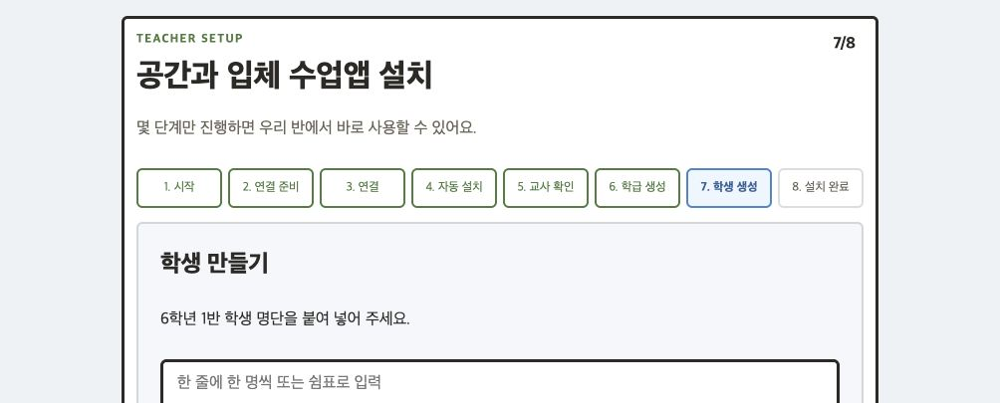 TEACHER SETUP
7/8
공간과 입체 수업앱 설치
몇 단계만 진행하면 우리 반에서 바로 사용할 수 있어요.
1. 시작
2. 연결 준비
3. 연결
4. 자동 설치
5. 교사 확인
6. 학급 생성
7. 학생 생성
8. 설치 완료
학생 만들기
6학년 1반 학생 명단을 붙여 넣어 주세요.
한 줄에 한 명씩 또는 쉼표로 입력